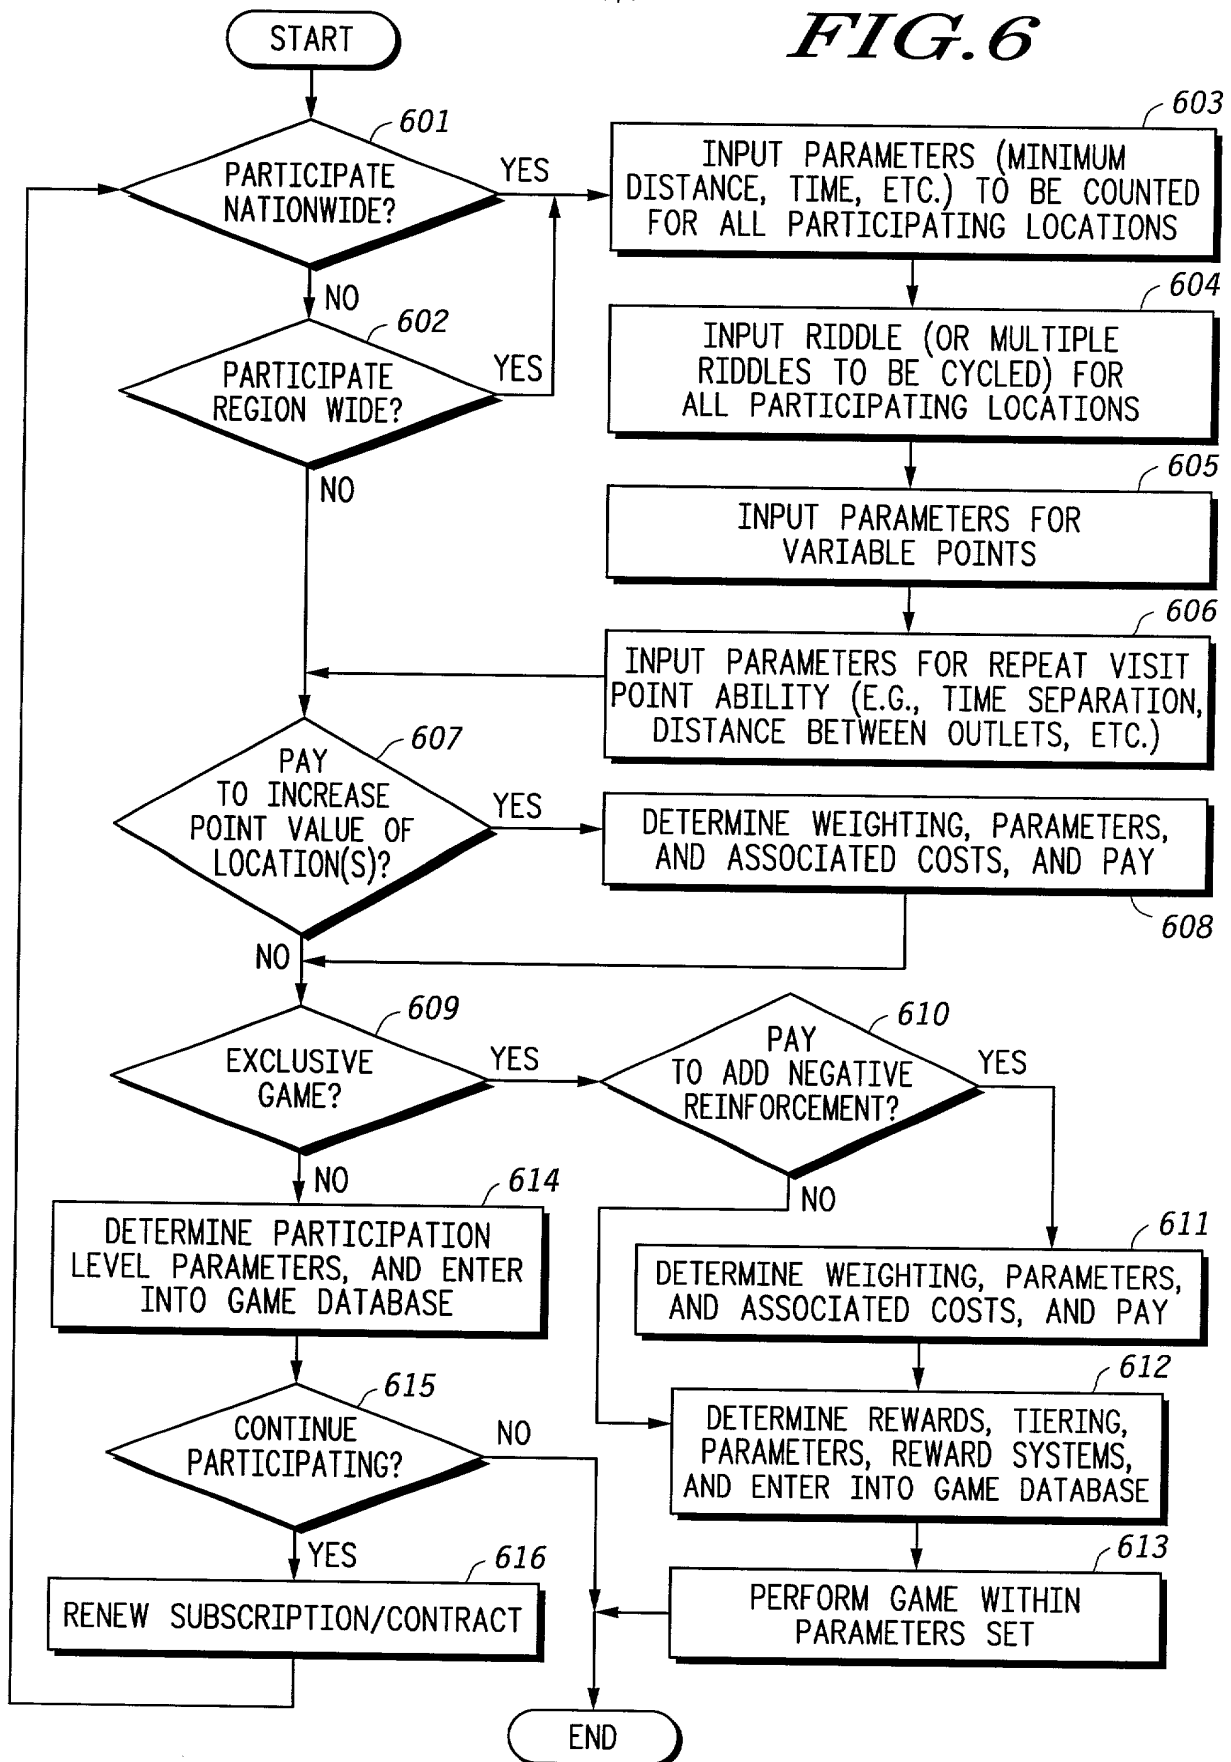 FIG.6
START
601
PARTICIPATE
NATIONWIDE?
YES
NO
603
INPUT PARAMETERS (MINIMUM
DISTANCE, TIME, ETC.) TO BE COUNTED
FOR ALL PARTICIPATING LOCATIONS
602
PARTICIPATE
REGION WIDE?
YES
NO
604
INPUT RIDDLE (OR MULTIPLE
RIDDLES TO BE CYCLED) FOR
ALL PARTICIPATING LOCATIONS
605
INPUT PARAMETERS FOR
VARIABLE POINTS
606
INPUT PARAMETERS FOR REPEAT VISIT
POINT ABILITY (E.G., TIME SEPARATION,
DISTANCE BETWEEN OUTLETS, ETC.)
607
PAY
TO INCREASE
POINT VALUE OF
LOCATION(S)?
YES
NO
DETERMINE WEIGHTING, PARAMETERS,
AND ASSOCIATED COSTS, AND PAY
608
609
EXCLUSIVE
GAME?
YES
NO
610
PAY
TO ADD NEGATIVE
REINFORCEMENT?
YES
NO
614
DETERMINE PARTICIPATION
LEVEL PARAMETERS, AND ENTER
INTO GAME DATABASE
611
DETERMINE WEIGHTING, PARAMETERS,
AND ASSOCIATED COSTS, AND PAY
615
CONTINUE
PARTICIPATING?
NO
YES
612
DETERMINE REWARDS, TIERING,
PARAMETERS, REWARD SYSTEMS,
AND ENTER INTO GAME DATABASE
616
RENEW SUBSCRIPTION/CONTRACT
613
PERFORM GAME WITHIN
PARAMETERS SET
END